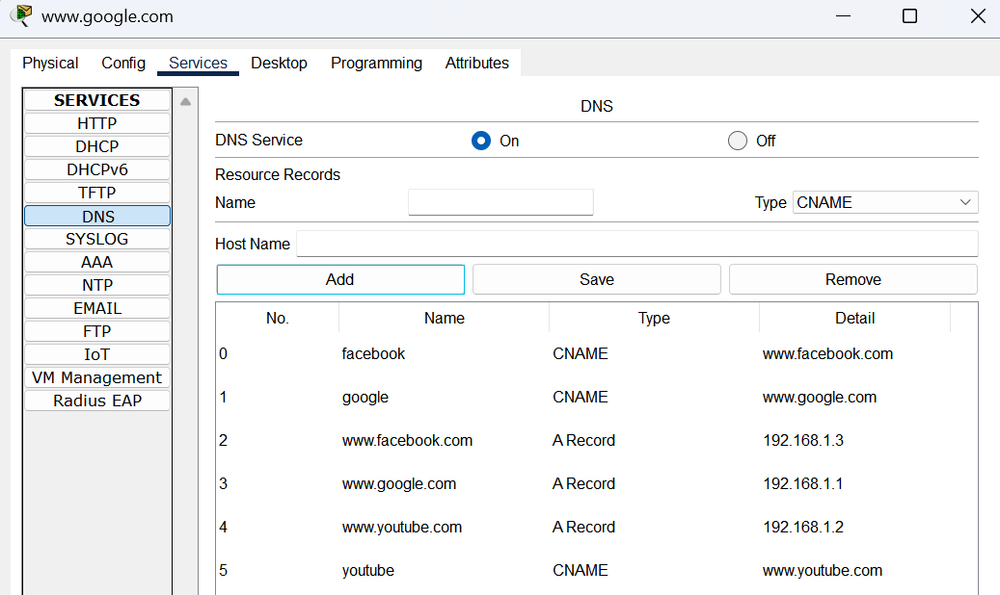 www.google.com
Physical Config Services Desktop Programming Attributes
SERVICES
HTTP
DHCP
DHCPv6
TFTP
DNS
SYSLOG
AAA
NTP
EMAIL
FTP
IoT
VM Management
Radius EAP
DNS
DNS Service On Off
Resource Records
Name Type CNAME
Host Name
Add Save Remove
No. Name Type Detail
0 facebook CNAME www.facebook.com
1 google CNAME www.google.com
2 www.facebook.com A Record 192.168.1.3
3 www.google.com A Record 192.168.1.1
4 www.youtube.com A Record 192.168.1.2
5 youtube CNAME www.youtube.com